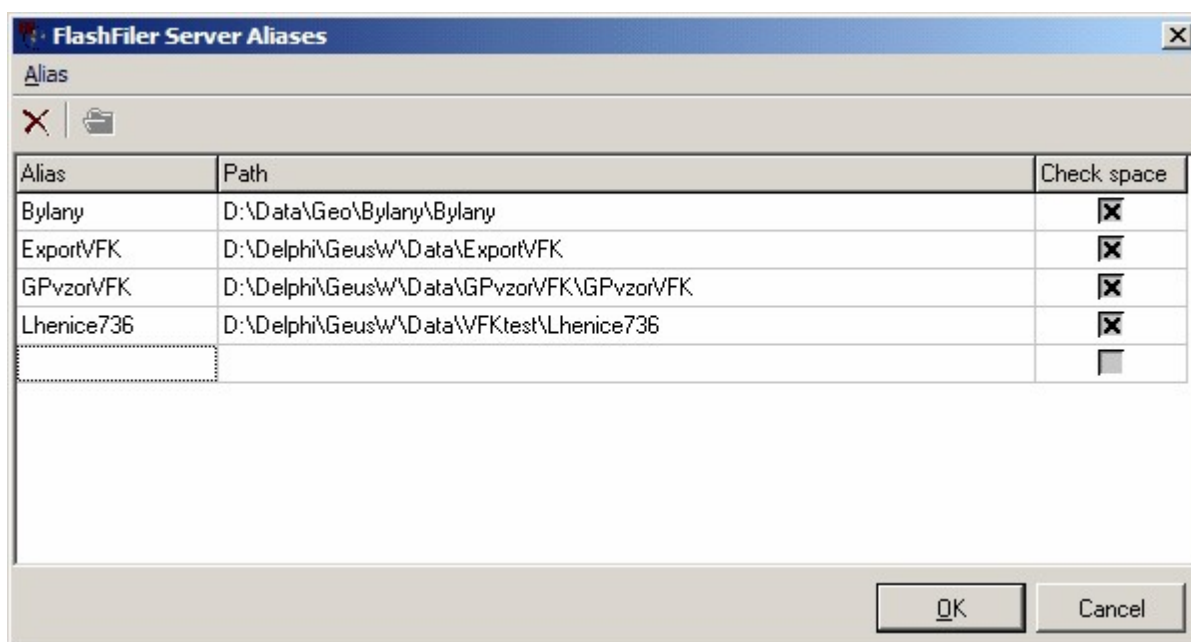 FlashFiler Server Aliases
Alias
Alias Path Check space
Bylany D:\Data\Geo\Bylany\Bylany
ExportVFK D:\Delphi\GeusW\Data\ExportVFK
GPvzorVFK D:\Delphi\GeusW\Data\GPvzorVFK\GPvzorVFK
Lhenice736 D:\Delphi\GeusW\Data\VFKtest\Lhenice736
OK Cancel